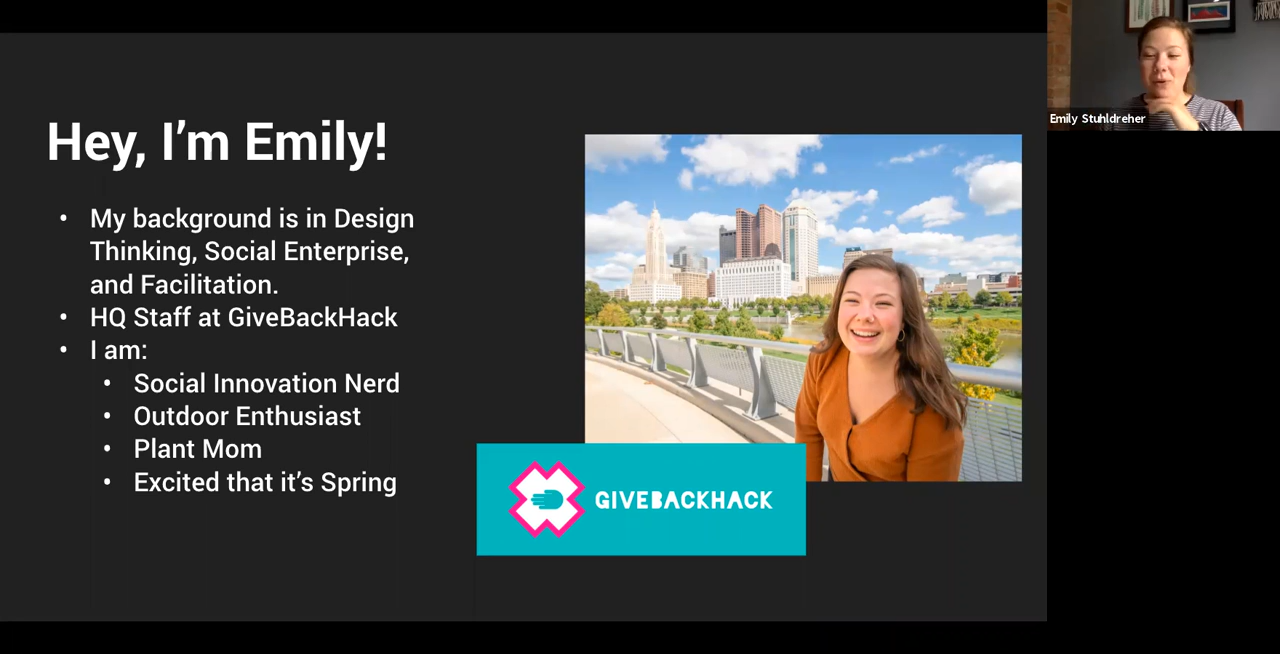 Hey, I'm Emily!
• My background is in Design
Thinking, Social Enterprise,
and Facilitation.
• HQ Staff at GiveBackHack
• I am:
• Social Innovation Nerd
• Outdoor Enthusiast
• Plant Mom
• Excited that it's Spring
GIVEBACKHACK
Emily Stuhldreher